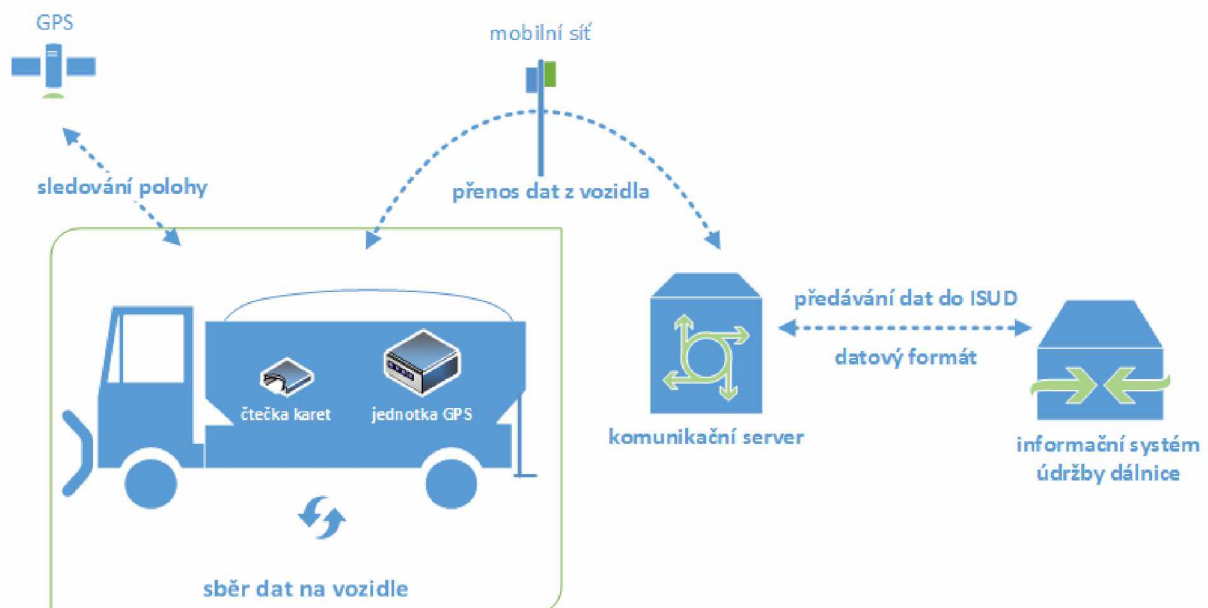 GPS
mobilní síť
sledování polohy
přenos dat z vozidla
čtečka karet
jednotka GPS
sběr dat na vozidle
komunikační server
předávání dat do ISUD
datový formát
informační systém
údržby dálnice